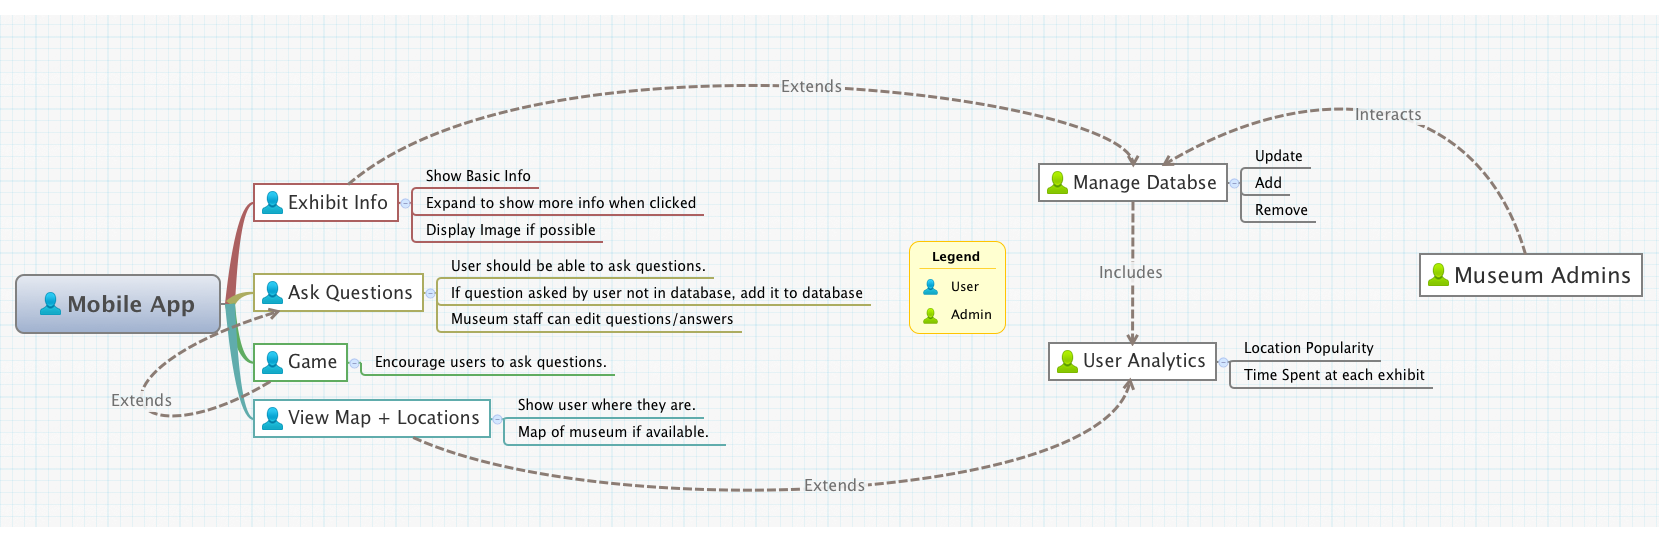 Extends
Interacts
Mobile App
Exhibit Info
Show Basic Info
Expand to show more info when clicked
Display Image if possible
Ask Questions
User should be able to ask questions.
If question asked by user not in database, add it to database
Museum staff can edit questions/answers
Game
Encourage users to ask questions.
Extends
View Map + Locations
Show user where they are.
Map of museum if available.
Extends
Legend
User
Admin
Manage Databse
Update
Add
Remove
Includes
User Analytics
Location Popularity
Time Spent at each exhibit
Museum Admins